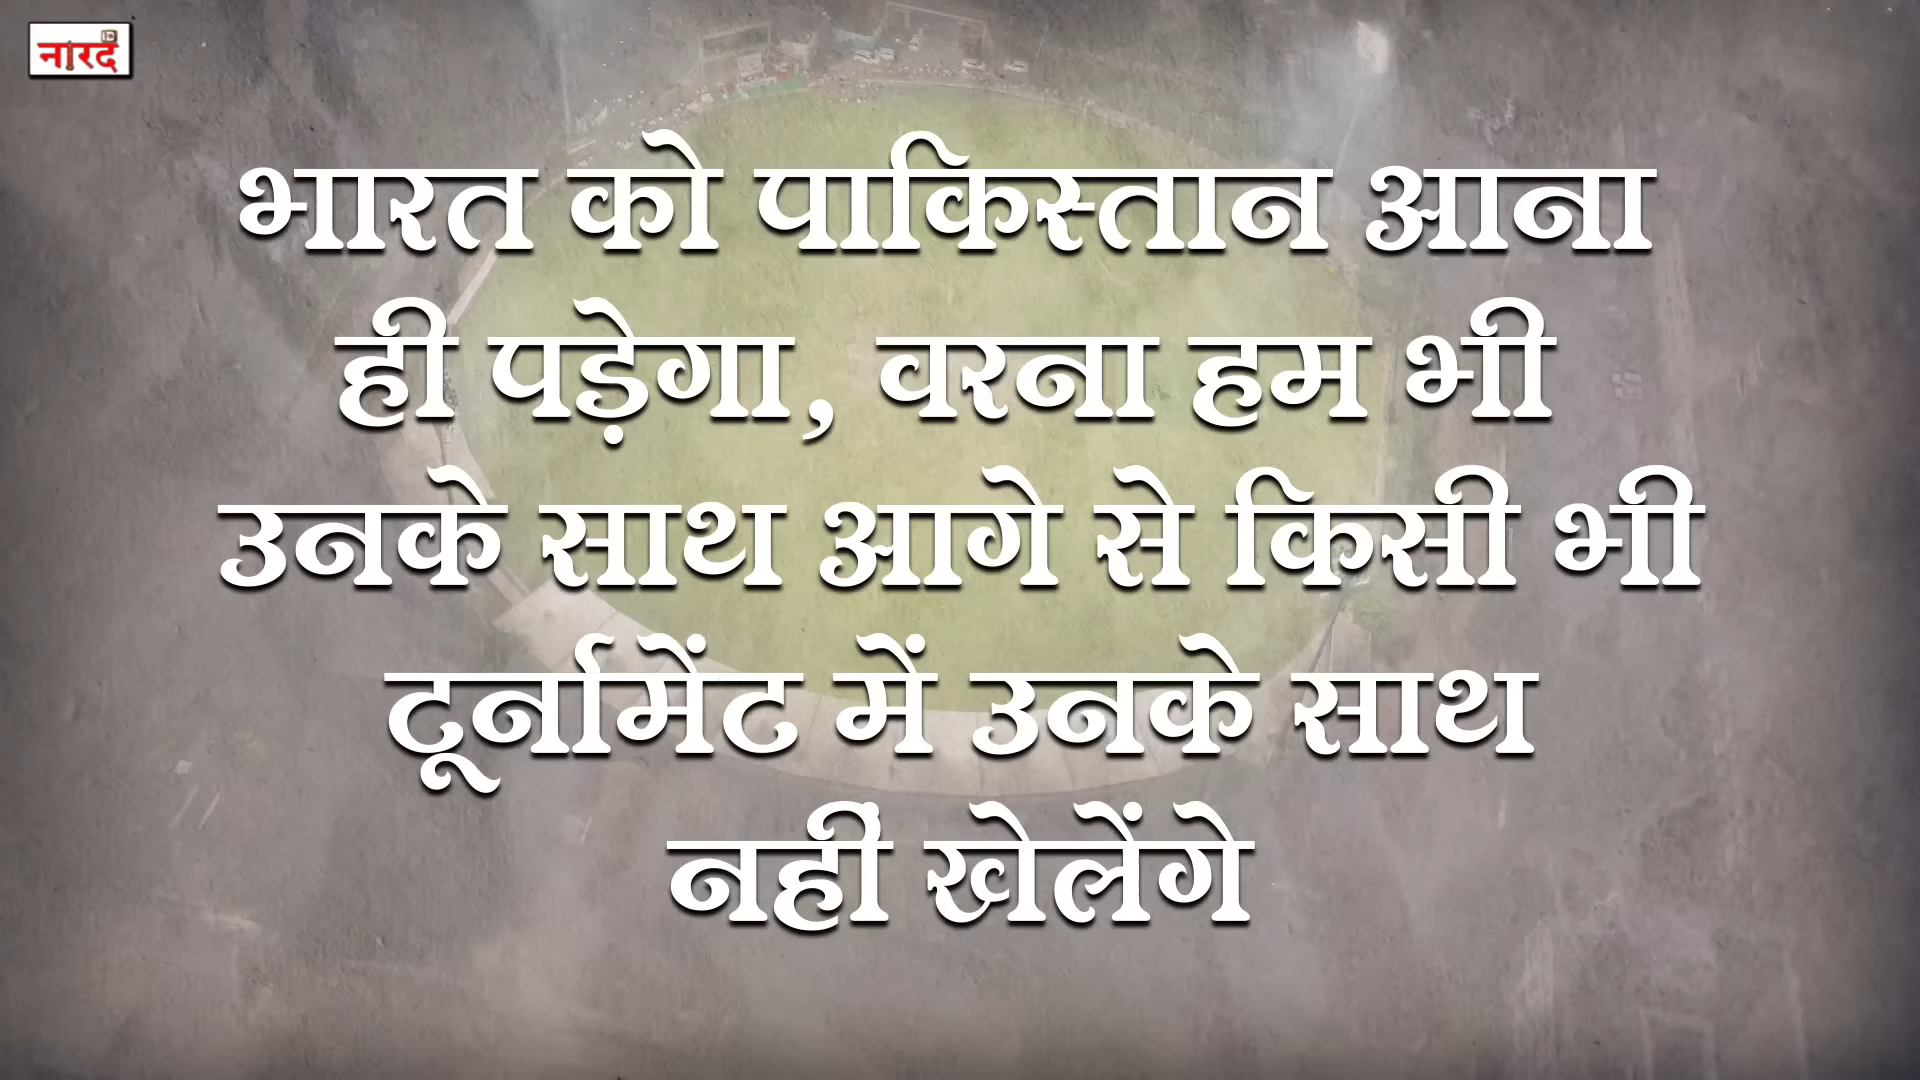 नारद
भारत को पाकिस्तान आना
ही पड़ेगा, वरना हम भी
उनके साथ आगे से किसी भी
टूर्नामेंट में उनके साथ
नहीं खेलेंगे